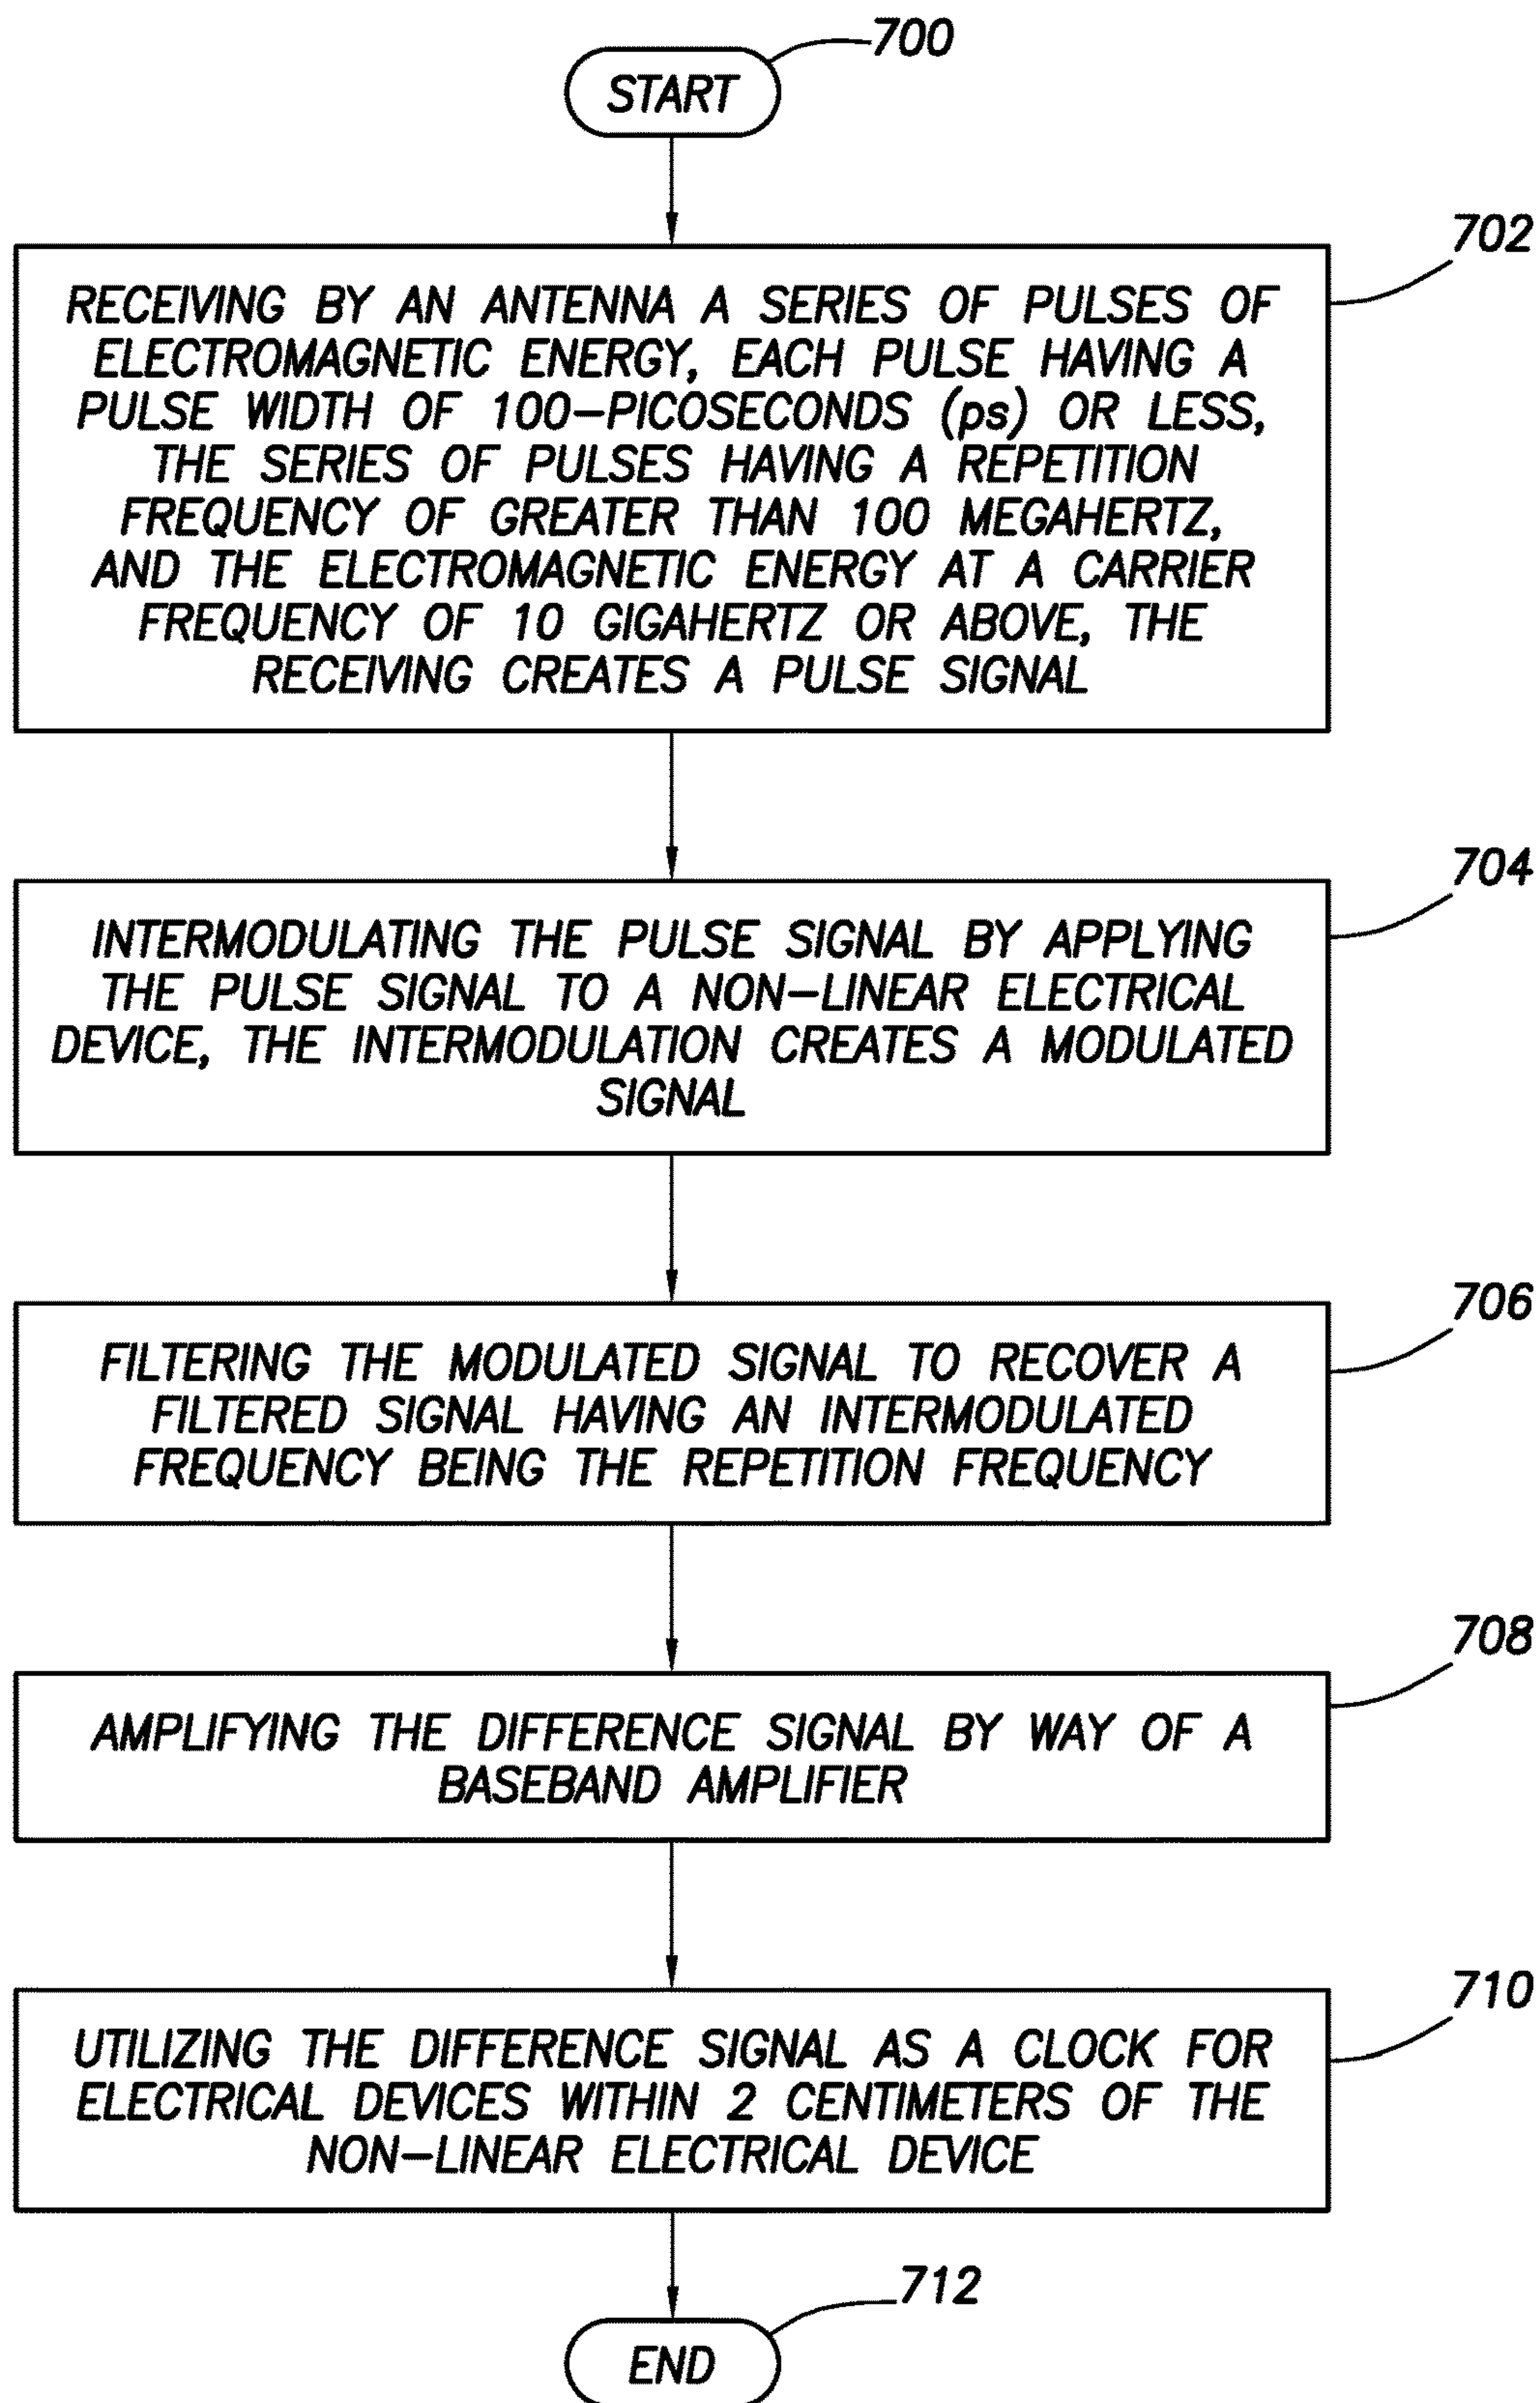 700
START
702
RECEIVING BY AN ANTENNA A SERIES OF PULSES OF
ELECTROMAGNETIC ENERGY, EACH PULSE HAVING A
PULSE WIDTH OF 100-PICOSECONDS (ps) OR LESS,
THE SERIES OF PULSES HAVING A REPETITION
FREQUENCY OF GREATER THAN 100 MEGAHERTZ,
AND THE ELECTROMAGNETIC ENERGY AT A CARRIER
FREQUENCY OF 10 GIGAHERTZ OR ABOVE, THE
RECEIVING CREATES A PULSE SIGNAL
704
INTERMODULATING THE PULSE SIGNAL BY APPLYING
THE PULSE SIGNAL TO A NON-LINEAR ELECTRICAL
DEVICE, THE INTERMODULATION CREATES A MODULATED
SIGNAL
706
FILTERING THE MODULATED SIGNAL TO RECOVER A
FILTERED SIGNAL HAVING AN INTERMODULATED
FREQUENCY BEING THE REPETITION FREQUENCY
708
AMPLIFYING THE DIFFERENCE SIGNAL BY WAY OF A
BASEBAND AMPLIFIER
710
UTILIZING THE DIFFERENCE SIGNAL AS A CLOCK FOR
ELECTRICAL DEVICES WITHIN 2 CENTIMETERS OF THE
NON-LINEAR ELECTRICAL DEVICE
712
END